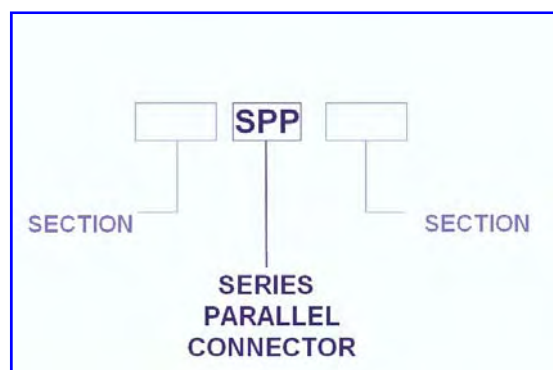 SPP
SECTION
SECTION
SERIES
PARALLEL
CONNECTOR